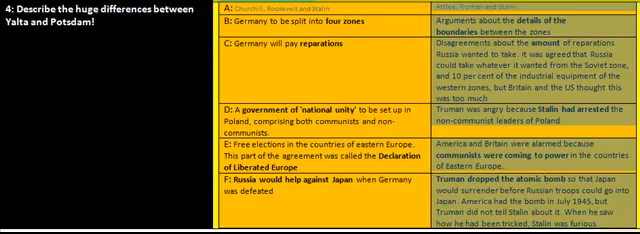 4: Describe the huge differences between
Yalta and Potsdam!
A: Churchill, Roosevelt and Stalin
Attlee, Truman and Stalin
B: Germany to be split into four zones
Arguments about the details of the
boundaries between the zones
C: Germany will pay reparations
Disagreements about the amount of reparations
Russia wanted to take. It was agreed that Russia
could take whatever it wanted from the Soviet zone,
and 10 per cent of the industrial equipment of the
western zones, but Britain and the US thought this
was too much
D: A government of 'national unity' to be set up in
Poland, comprising both communists and non-
communists.
Truman was angry because Stalin had arrested the
non-communist leaders of Poland
E: Free elections in the countries of eastern Europe.
This part of the agreement was called the Declaration
of Liberated Europe
America and Britain were alarmed because
communists were coming to power in the countries
of Eastern Europe.
F: Russia would help against Japan when Germany
was defeated
Truman dropped the atomic bomb so that Japan
would surrender before Russian troops could go into
Japan. America had the bomb in July 1945, but
Truman did not tell Stalin about it. When he saw
how he had been tricked, Stalin was furious.